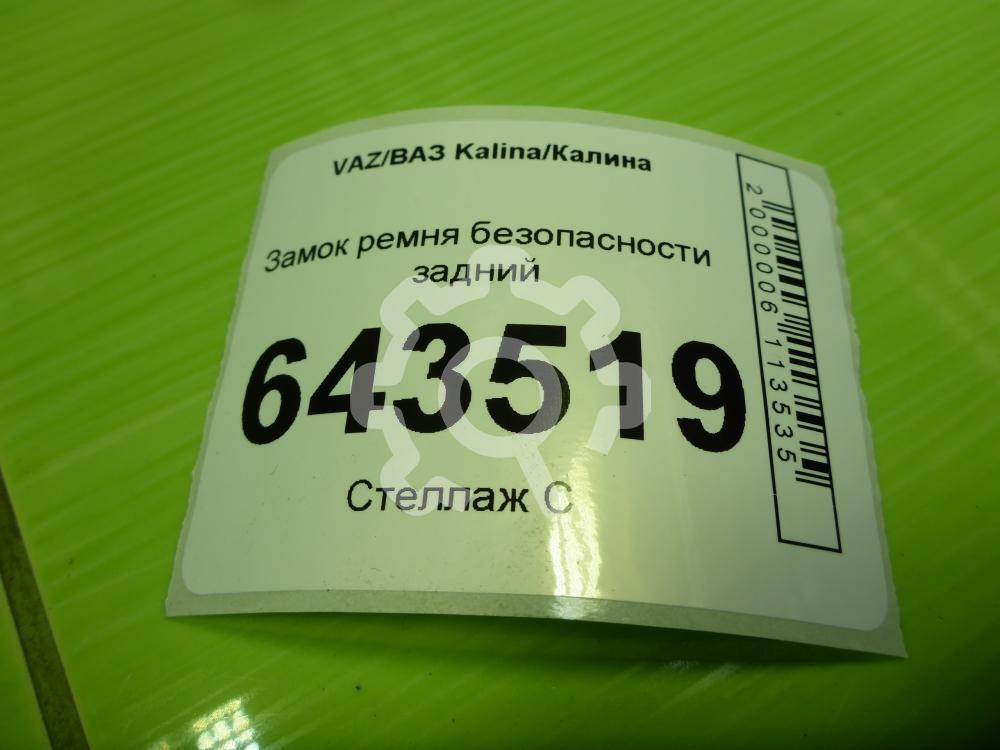 VAZ/ВАЗ Kalina/Калина
Замок ремня безопасности
задний
643519
Стеллаж С
2000006113535